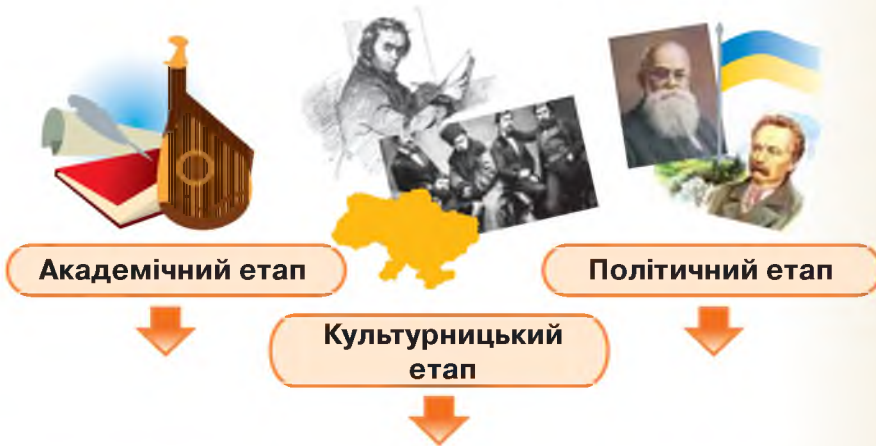 Академічний етап
Культурницький
етап
Політичний етап